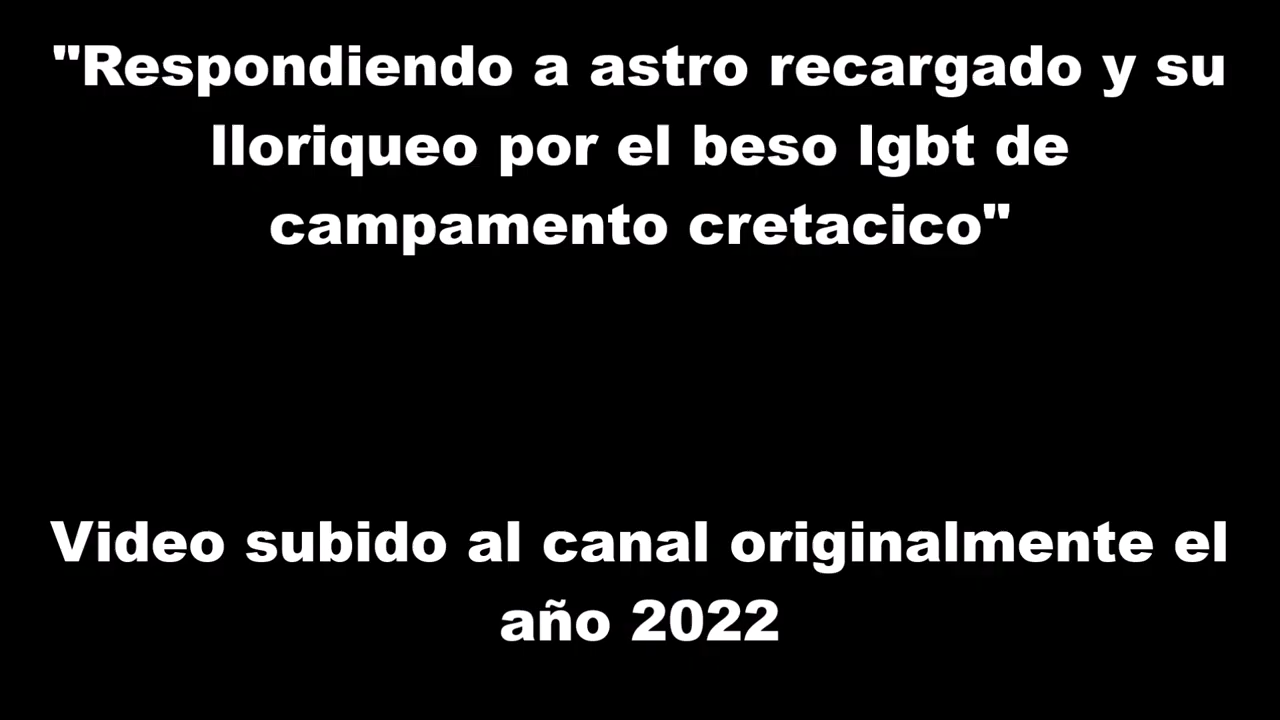 "Respondiendo a astro recargado y su
lloriqueo por el beso lgbt de
campamento cretacico"
Video subido al canal originalmente el
año 2022